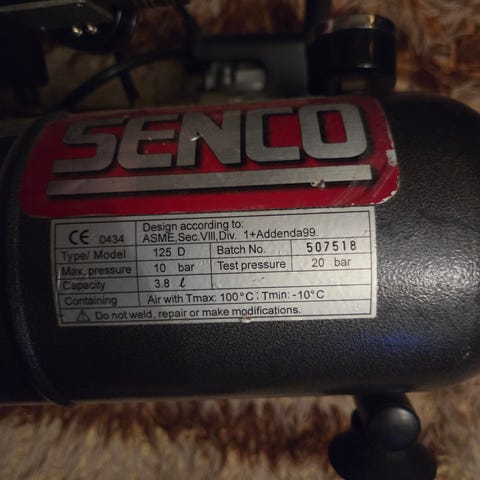 SENCO
CE 0434 Design according to:
ASME,Sec.VIII,Div. 1+Addenda99.
Type/ Model 125 D Batch No. 507518
Max. pressure 10 bar Test pressure 20 bar
Capacity 3.8 ℓ
Containing Air with Tmax: 100°C ; Tmin: -10°C
⚠ Do not weld, repair or make modifications.